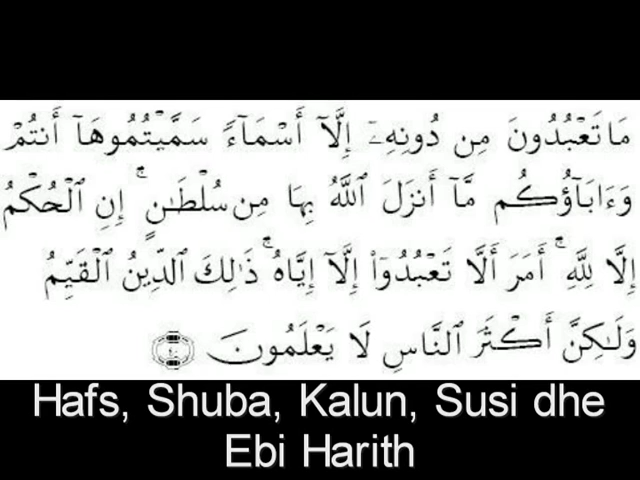 مَا تَعْبُدُونَ مِن دُونِهِۦٓ إِلَّآ أَسْمَآءً سَمَّيْتُمُوهَآ أَنتُمْ
وَءَابَآؤُكُم مَّآ أَنزَلَ ٱللَّهُ بِهَا مِن سُلْطَٰنٍ ۚ إِنِ ٱلْحُكْمُ
إِلَّا لِلَّهِ ۚ أَمَرَ أَلَّا تَعْبُدُوٓا۟ إِلَّآ إِيَّاهُ ۚ ذَٰلِكَ ٱلدِّينُ ٱلْقَيِّمُ
وَلَٰكِنَّ أَكْثَرَ ٱلنَّاسِ لَا يَعْلَمُونَ ٤٠
Hafs, Shuba, Kalun, Susi dhe
Ebi Harith